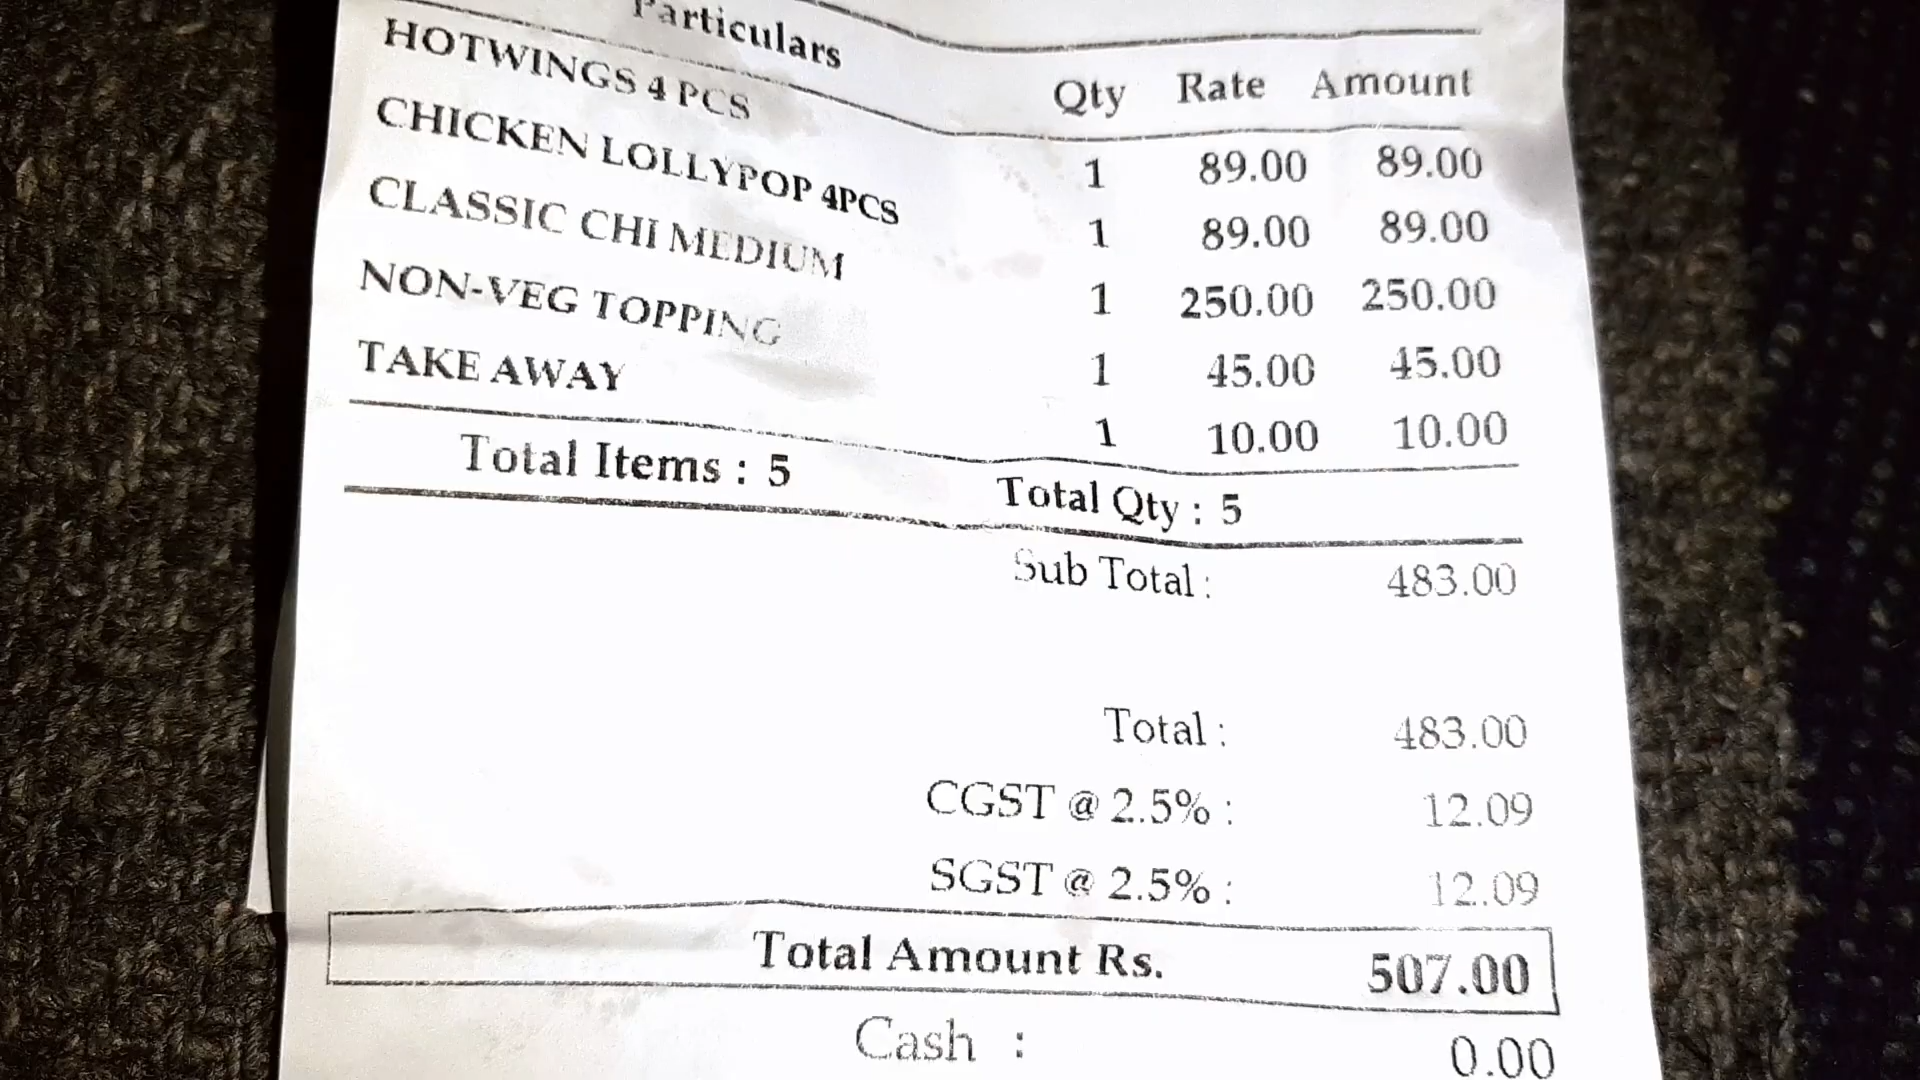 Particulars Qty Rate Amount
HOTWINGS 4 PCS 1 89.00 89.00
CHICKEN LOLLYPOP 4PCS 1 89.00 89.00
CLASSIC CHI MEDIUM 1 250.00 250.00
NON-VEG TOPPING 1 45.00 45.00
TAKE AWAY 1 10.00 10.00
Total Items : 5 Total Qty : 5
Sub Total : 483.00
Total : 483.00
CGST @ 2.5% : 12.09
SGST @ 2.5% : 12.09
Total Amount Rs. 507.00
Cash : 0.00